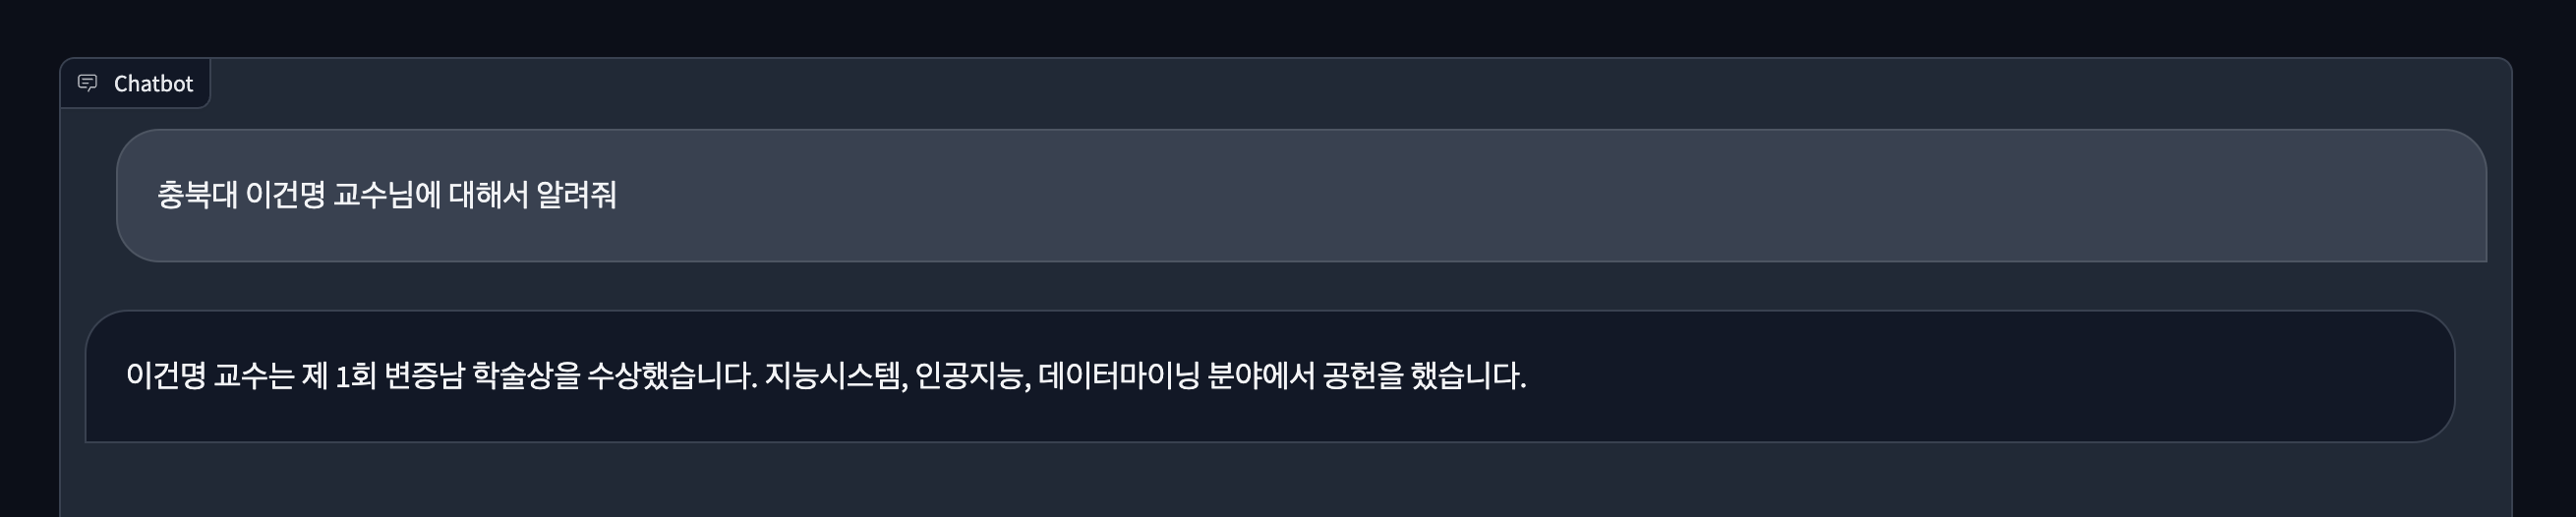 Chatbot
충북대 이건명 교수님에 대해서 알려줘
이건명 교수는 제 1회 변증남 학술상을 수상했습니다. 지능시스템, 인공지능, 데이터마이닝 분야에서 공헌을 했습니다.